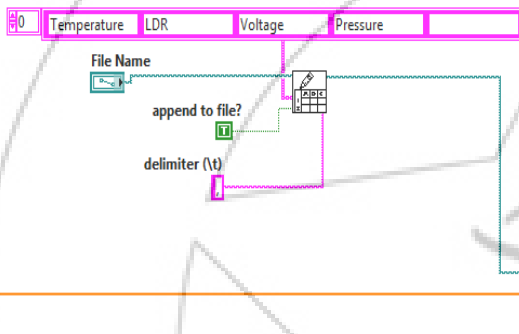 0 Temperature LDR Voltage Pressure
File Name
append to file?
T
delimiter (\t)